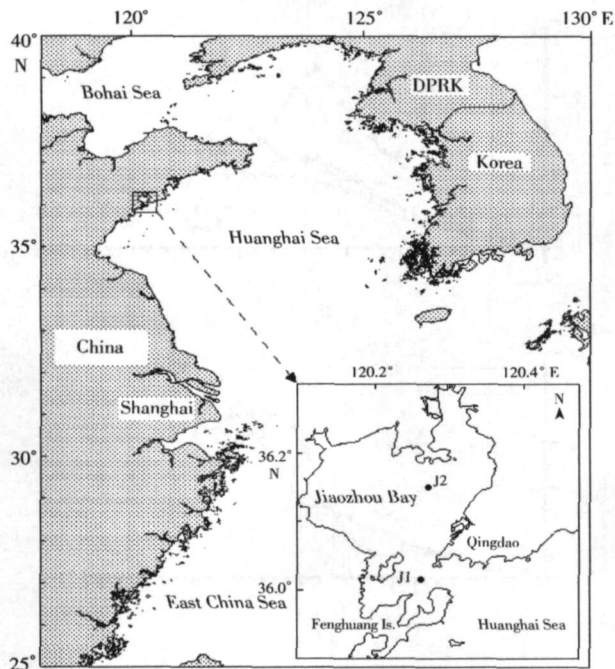 120° 125° 130° E
40°
N
Bohai Sea
DPRK
Korea
35°
Huanghai Sea
China
Shanghai
120.2° 120.4° E
N
30°
36.2°
N
Jiaozhou Bay
J2
Qingdao
36.0°
J1
East China Sea
Fenghuang Is.
Huanghai Sea
25°